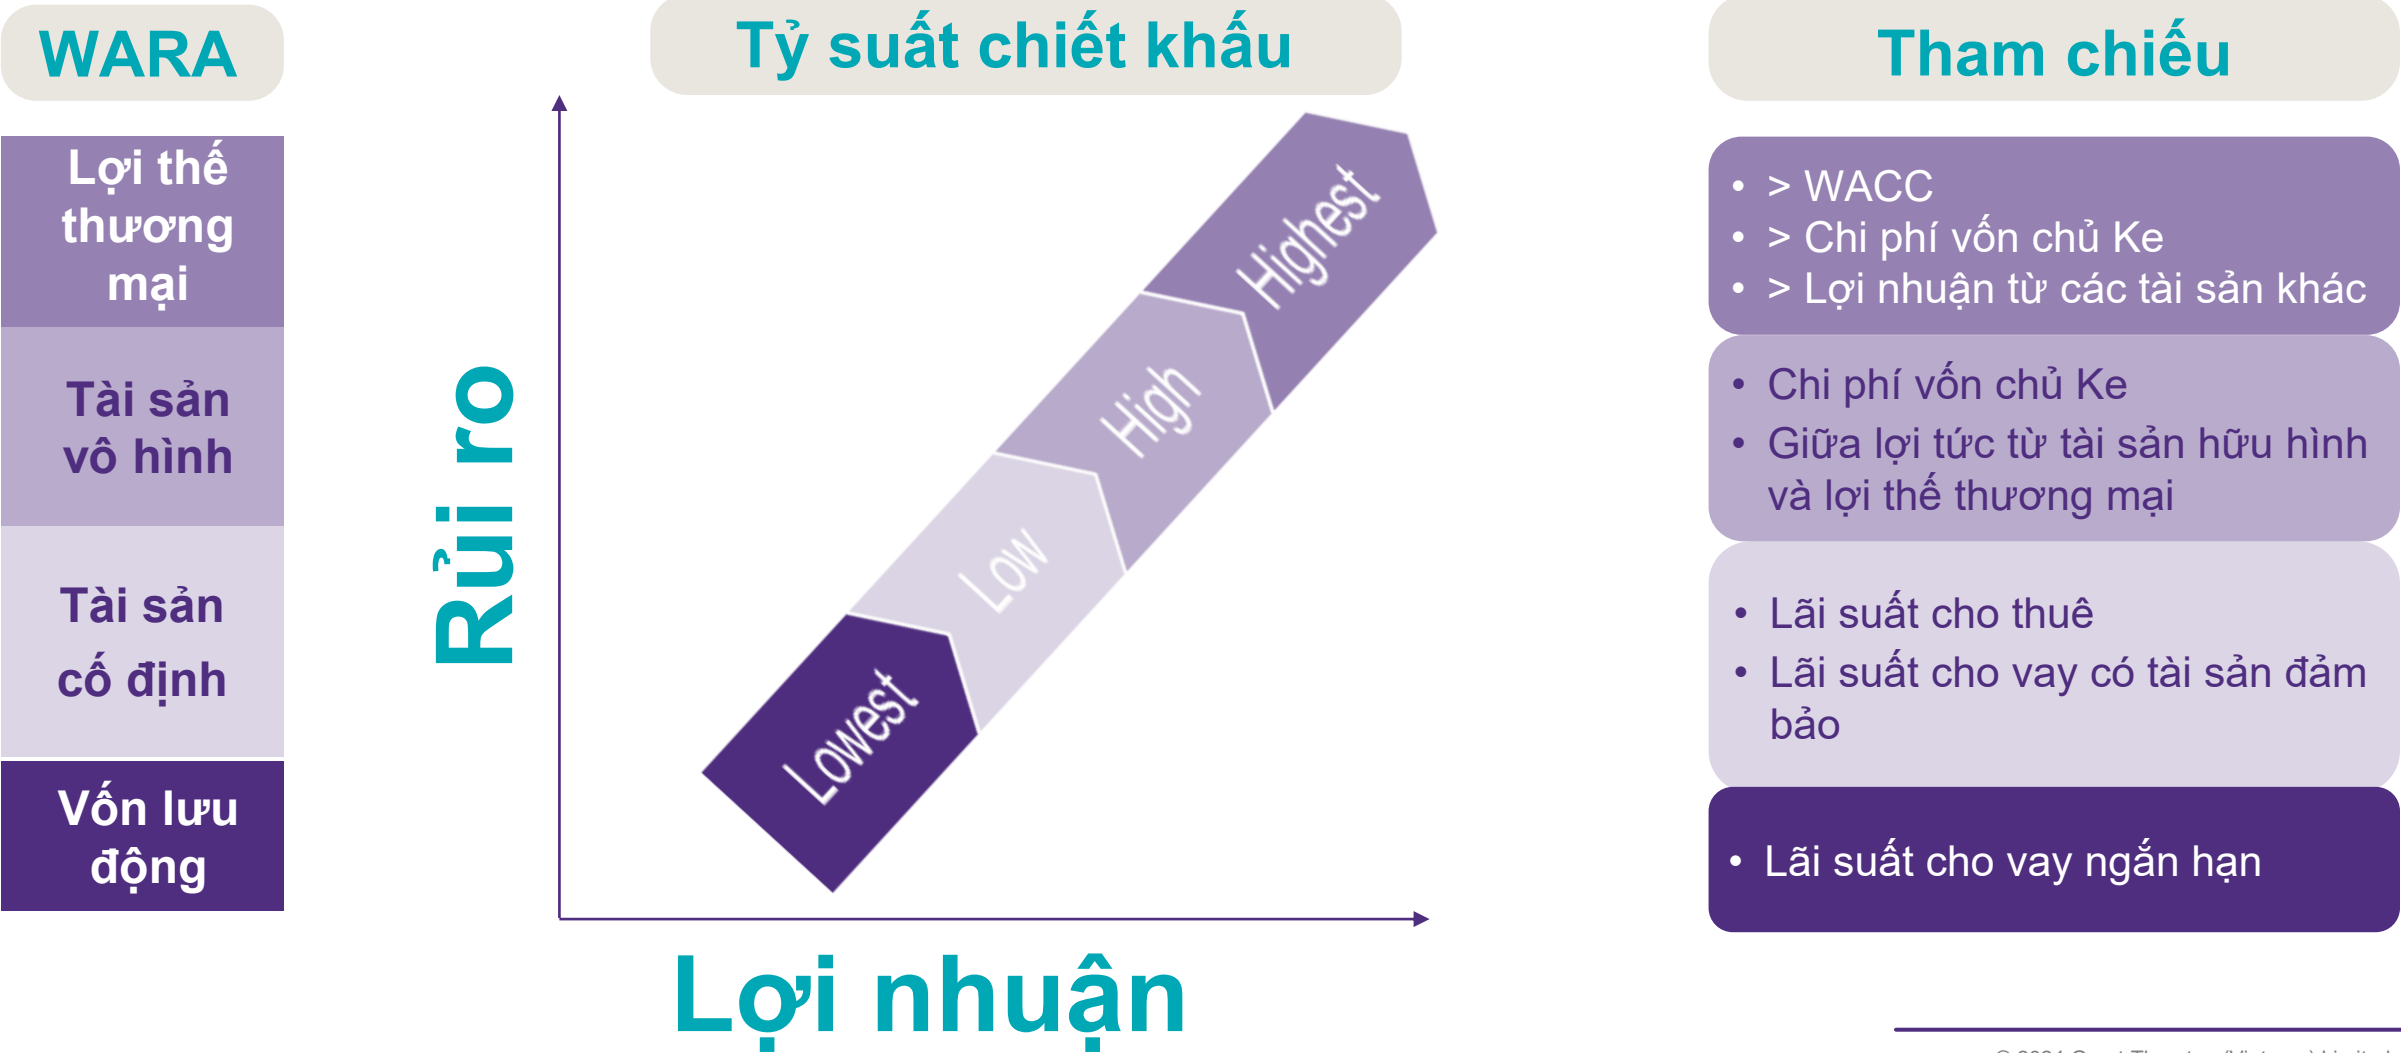 WARA
Lợi thế
thương
mại
Tài sản
vô hình
Tài sản
cố định
Vốn lưu
động
Tỷ suất chiết khấu
Rủi ro
Highest
High
Low
Lowest
Lợi nhuận
Tham chiếu
• > WACC
• > Chi phí vốn chủ Ke
• > Lợi nhuận từ các tài sản khác
• Chi phí vốn chủ Ke
• Giữa lợi tức từ tài sản hữu hình
và lợi thế thương mại
• Lãi suất cho thuê
• Lãi suất cho vay có tài sản đảm
bảo
• Lãi suất cho vay ngắn hạn